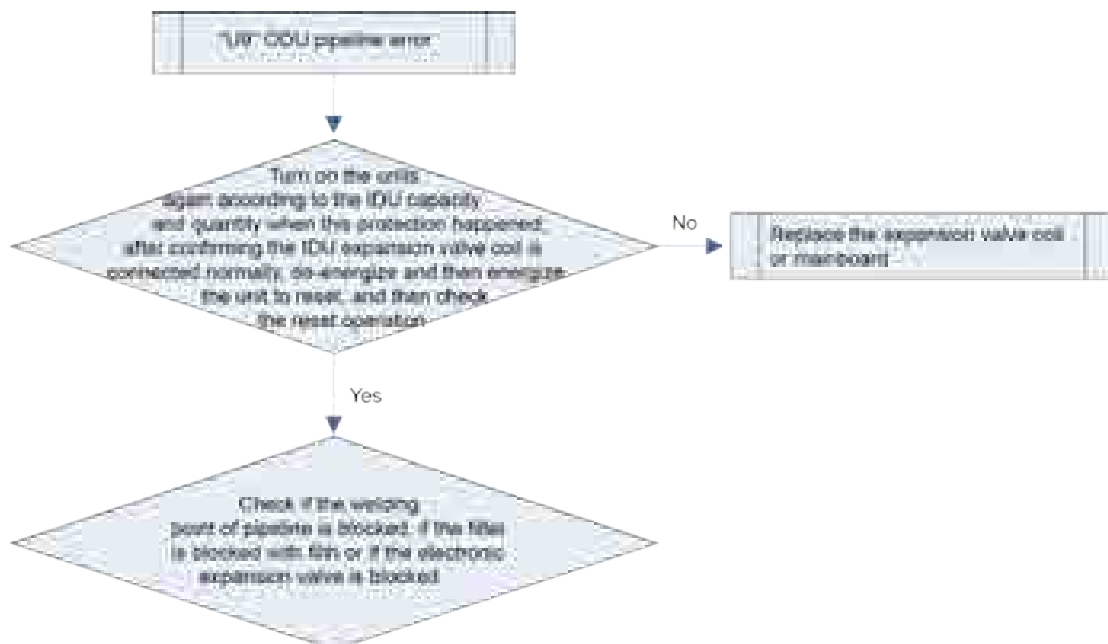 ODU pipeline error
Turn on the units
again according to the IDU capacity
and quantity when this protection happened,
after confirming the IDU expansion valve coil is
connected normally, de-energize and then energize
the unit to reset, and then check
the reset operation
No
Replace the expansion valve coil
or mainboard
Yes
Check if the welding
point of pipeline is blocked, if the filter
is blocked with filth or if the electronic
expansion valve is blocked